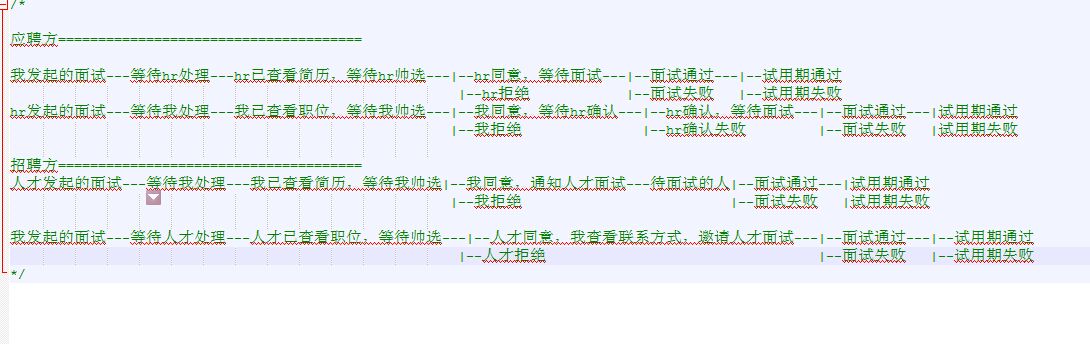 /*
应聘方======================================
我发起的面试---等待hr处理---hr已查看简历，等待hr帅选---|--hr同意，等待面试---|--面试通过---|--试用期通过
|--hr拒绝 |--面试失败 |--试用期失败
hr发起的面试---等待我处理---我已查看职位，等待我帅选---|--我同意，等待hr确认---|--hr确认，等待面试---|--面试通过---|试用期通过
|--我拒绝 |--hr确认失败 |--面试失败 |试用期失败
招聘方======================================
人才发起的面试---等待我处理---我已查看简历，等待我帅选|--我同意，通知人才面试---待面试的人|--面试通过---|试用期通过
|--我拒绝 |--面试失败 |试用期失败
我发起的面试---等待人才处理---人才已查看职位，等待帅选---|--人才同意，我查看联系方式，邀请人才面试---|--面试通过---|--试用期通过
|--人才拒绝 |--面试失败 |--试用期失败
*/